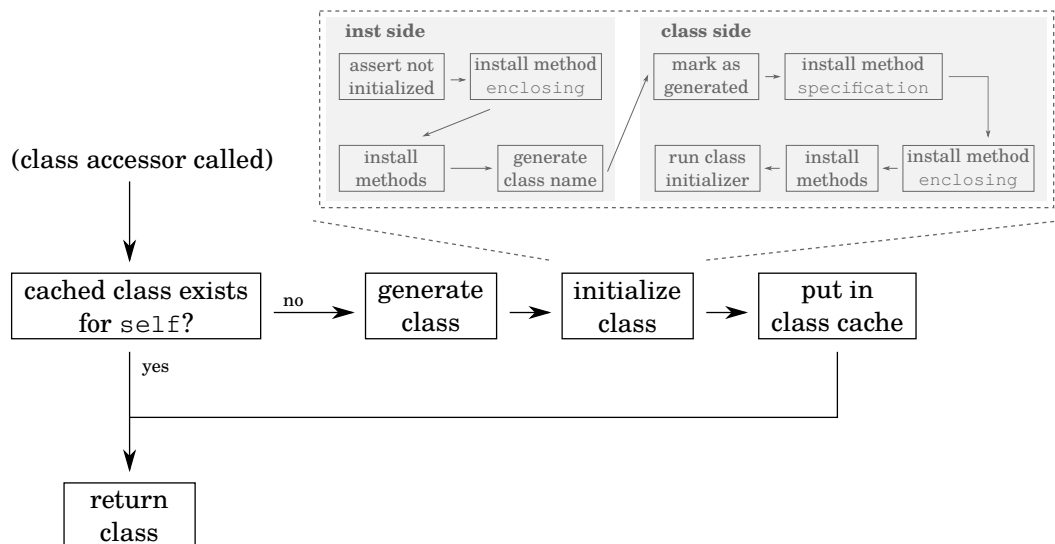 inst side
class side
assert not
initialized
install method
enclosing
mark as
generated
install method
specification
install
methods
generate
class name
run class
initializer
install
methods
install method
enclosing
(class accessor called)
cached class exists
for self?
no
generate
class
initialize
class
put in
class cache
yes
return
class